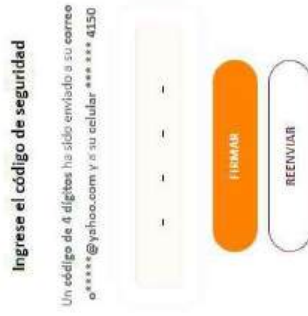 Ingrese el código de seguridad
Un código de 4 dígitos ha sido enviado a su correo
o*****@yahoo.com y a su celular *** *** 4150
- - - -
FIRMAR
REENVIAR